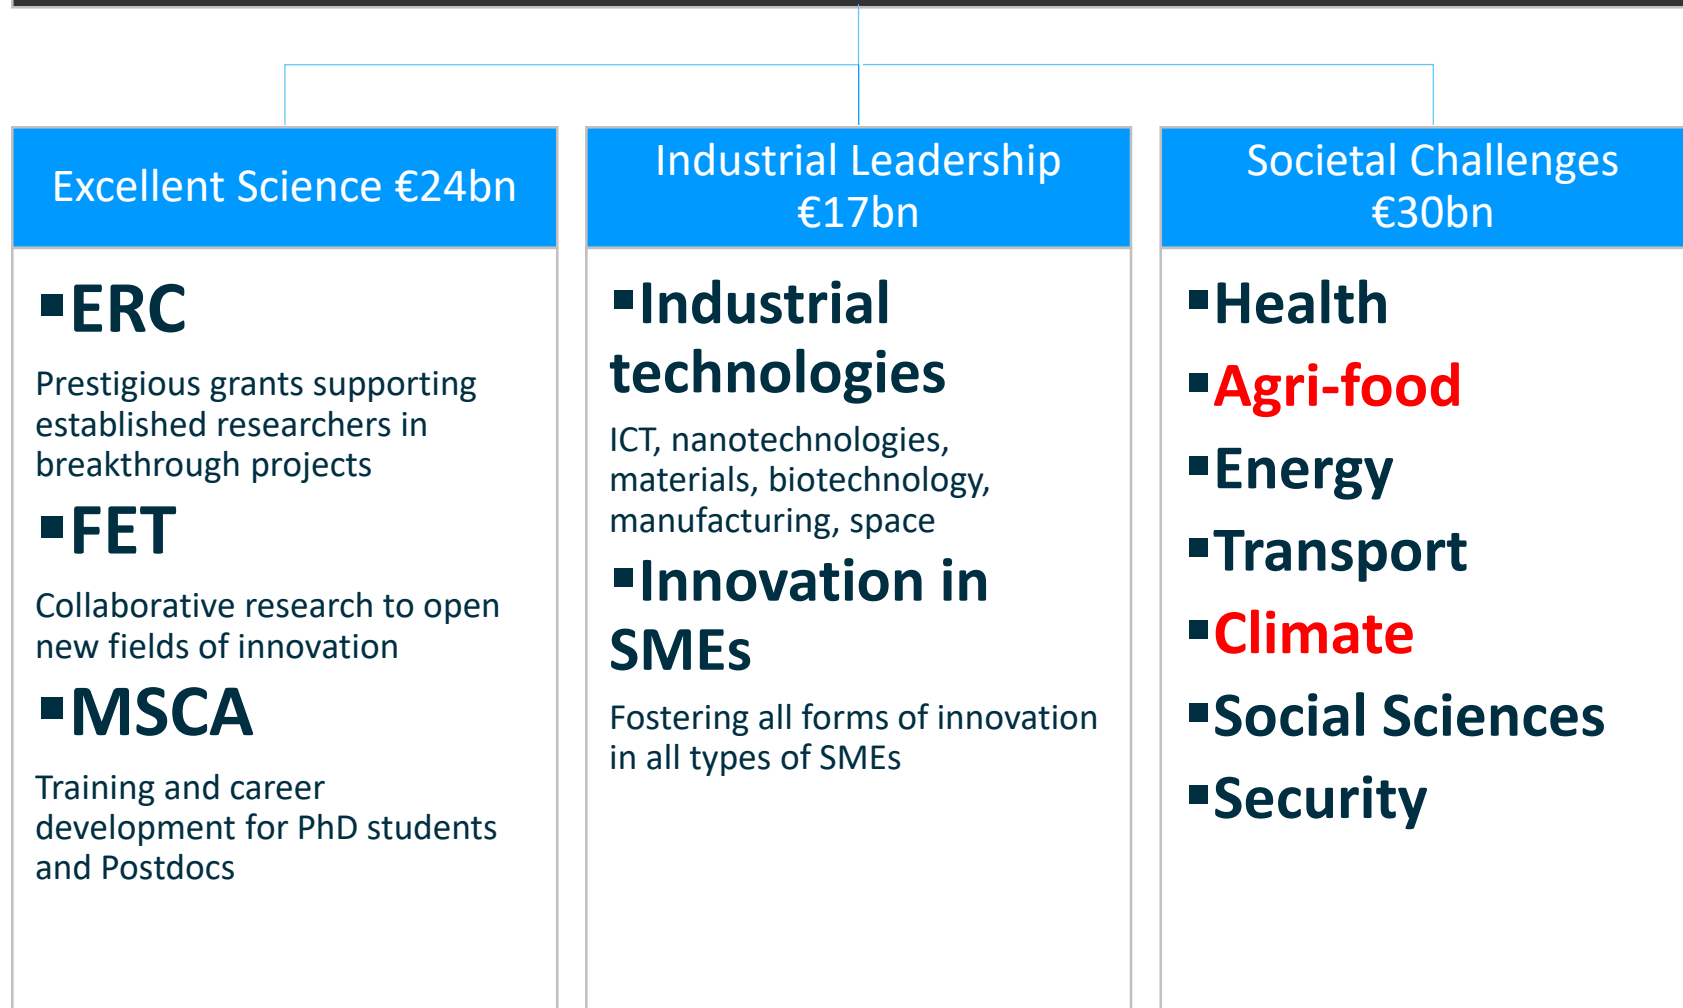 Excellent Science €24bn
▪ERC
Prestigious grants supporting
established researchers in
breakthrough projects
▪FET
Collaborative research to open
new fields of innovation
▪MSCA
Training and career
development for PhD students
and Postdocs
Industrial Leadership
€17bn
▪Industrial
technologies
ICT, nanotechnologies,
materials, biotechnology,
manufacturing, space
▪Innovation in
SMEs
Fostering all forms of innovation
in all types of SMEs
Societal Challenges
€30bn
▪Health
▪Agri-food
▪Energy
▪Transport
▪Climate
▪Social Sciences
▪Security